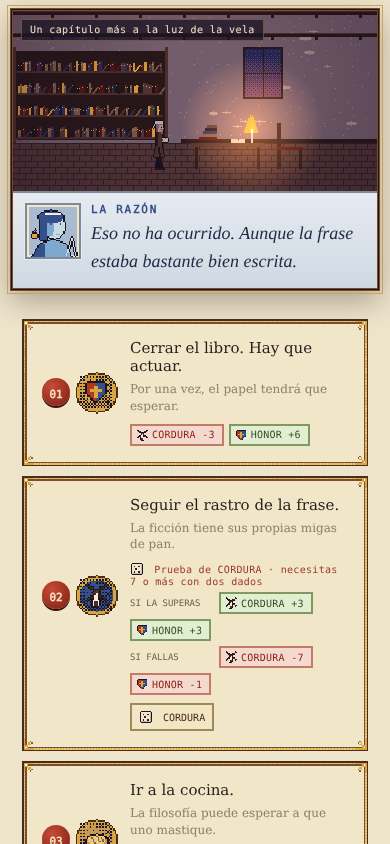 Un capítulo más a la luz de la vela
LA RAZÓN
Eso no ha ocurrido. Aunque la frase
estaba bastante bien escrita.
01
Cerrar el libro. Hay que
actuar.
Por una vez, el papel tendrá que
esperar.
CORDURA -3 HONOR +6
02
Seguir el rastro de la frase.
La ficción tiene sus propias migas
de pan.
Prueba de CORDURA · necesitas
7 o más con dos dados
SI LA SUPERAS CORDURA +3
HONOR +3
SI FALLAS CORDURA -7
HONOR -1
CORDURA
03
Ir a la cocina.
La filosofía puede esperar a que
uno mastique.